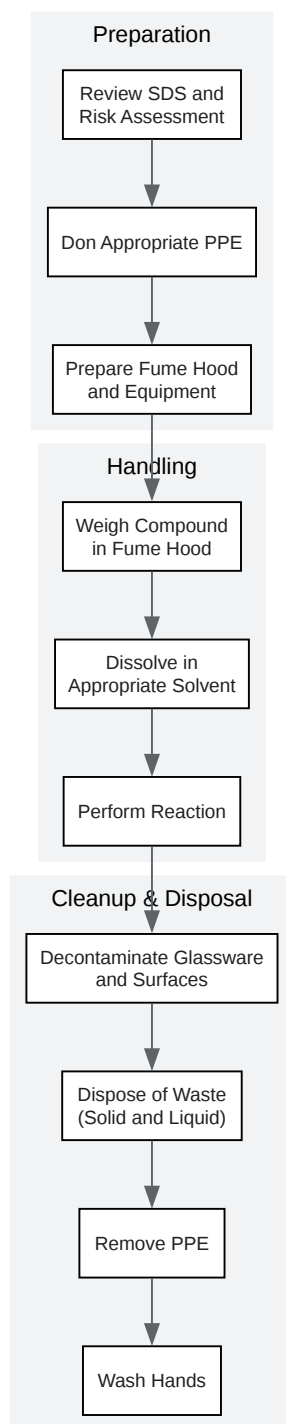 Preparation
Review SDS and
Risk Assessment
Don Appropriate PPE
Prepare Fume Hood
and Equipment
Handling
Weigh Compound
in Fume Hood
Dissolve in
Appropriate Solvent
Perform Reaction
Cleanup & Disposal
Decontaminate Glassware
and Surfaces
Dispose of Waste
(Solid and Liquid)
Remove PPE
Wash Hands